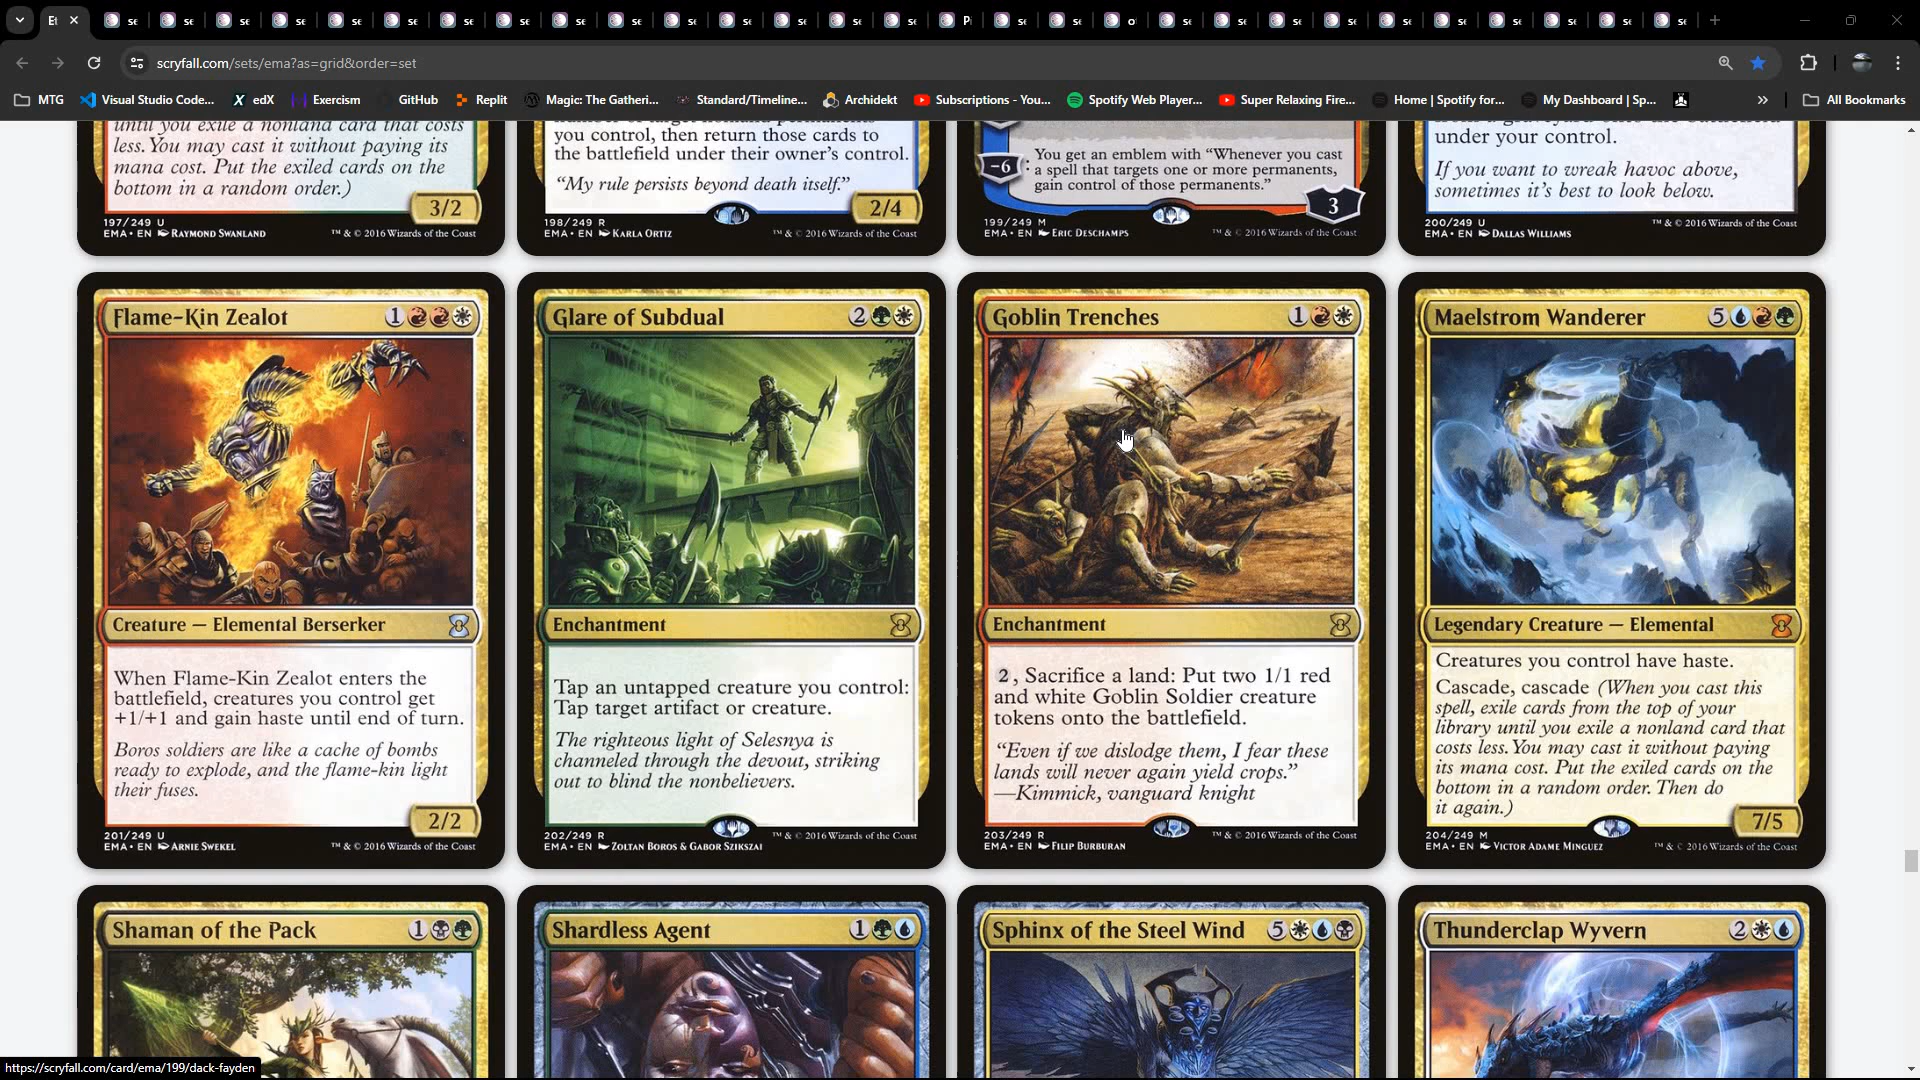 scryfall.com/sets/ema?as=grid&order=set
MTG
Visual Studio Code...
edX
Exercism
GitHub
Replit
Magic: The Gatheri...
Standard/Timeline...
Archidekt
Subscriptions - You...
Spotify Web Player...
Super Relaxing Fire...
Home | Spotify for...
My Dashboard | Sp...
All Bookmarks
until you exile a nonland card that costs
less. You may cast it without paying its
mana cost. Put the exiled cards on the
bottom in a random order.)
3/2
197/249 U
EMA • EN RAYMOND SWANLAND
™ & © 2016 Wizards of the Coast
you control, then return those cards to
the battlefield under their owner's control.
“My rule persists beyond death itself.”
2/4
198/249 R
EMA • EN KARLA ORTIZ
™ & © 2016 Wizards of the Coast
-6 : You get an emblem with “Whenever you cast
a spell that targets one or more permanents,
gain control of those permanents.”
3
199/249 M
EMA • EN ERIC DESCHAMPS
™ & © 2016 Wizards of the Coast
under your control.
If you want to wreak havoc above,
sometimes it's best to look below.
200/249 U
EMA • EN DALLAS WILLIAMS
™ & © 2016 Wizards of the Coast
Flame-Kin Zealot 1
Creature — Elemental Berserker
When Flame-Kin Zealot enters the
battlefield, creatures you control get
+1/+1 and gain haste until end of turn.
Boros soldiers are like a cache of bombs
ready to explode, and the flame-kin light
their fuses.
2/2
201/249 U
EMA • EN ARNIE SWEKEL
™ & © 2016 Wizards of the Coast
Glare of Subdual 2
Enchantment
Tap an untapped creature you control:
Tap target artifact or creature.
The righteous light of Selesnya is
channeled through the devout, striking
out to blind the nonbelievers.
202/249 R
EMA • EN ZOLTAN BOROS & GABOR SZIKSZAI
™ & © 2016 Wizards of the Coast
Goblin Trenches 1
Enchantment
2, Sacrifice a land: Put two 1/1 red
and white Goblin Soldier creature
tokens onto the battlefield.
“Even if we dislodge them, I fear these
lands will never again yield crops.”
—Kimmick, vanguard knight
203/249 R
EMA • EN FILIP BURBURAN
™ & © 2016 Wizards of the Coast
Maelstrom Wanderer 5
Legendary Creature — Elemental
Creatures you control have haste.
Cascade, cascade (When you cast this
spell, exile cards from the top of your
library until you exile a nonland card that
costs less. You may cast it without paying
its mana cost. Put the exiled cards on the
bottom in a random order. Then do
it again.)
7/5
204/249 M
EMA • EN VICTOR ADAME MINGUEZ
™ & © 2016 Wizards of the Coast
Shaman of the Pack 1
Shardless Agent 1
Sphinx of the Steel Wind 5
Thunderclap Wyvern 2
https://scryfall.com/card/ema/199/dack-fayden